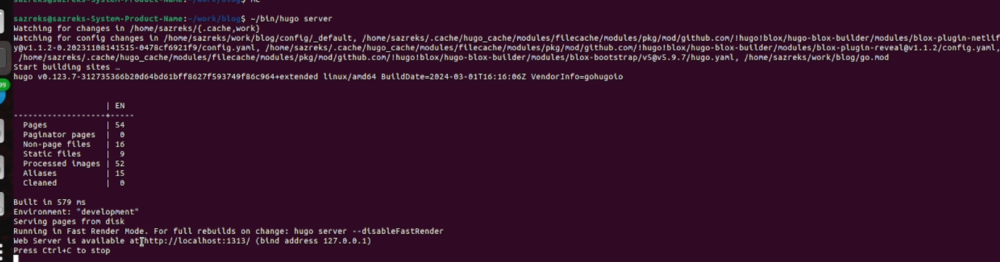 sazreks@sazreks-System-Product-Name:~/work/blog$ mc
sazreks@sazreks-System-Product-Name:~/work/blog$ ~/bin/hugo server
Watching for changes in /home/sazreks/{.cache,work}
Watching for config changes in /home/sazreks/work/blog/config/_default, /home/sazreks/.cache/hugo_cache/modules/filecache/modules/pkg/mod/github.com/!hugo!blox/hugo-blox-builder/modules/blox-plugin-netlif
y@v1.1.2-0.20231108141515-0478cf6921f9/config.yaml, /home/sazreks/.cache/hugo_cache/modules/filecache/modules/pkg/mod/github.com/!hugo!blox/hugo-blox-builder/modules/blox-plugin-reveal@v1.1.2/config.yaml,
/home/sazreks/.cache/hugo_cache/modules/filecache/modules/pkg/mod/github.com/!hugo!blox/hugo-blox-builder/modules/blox-bootstrap/v5@v5.9.7/hugo.yaml, /home/sazreks/work/blog/go.mod
Start building sites …
hugo v0.123.7-312735366b20d64bd61bff8627f593749f86c964+extended linux/amd64 BuildDate=2024-03-01T16:16:06Z VendorInfo=gohugoio
| EN
-------------------+-----
Pages | 54
Paginator pages | 0
Non-page files | 16
Static files | 9
Processed images | 52
Aliases | 15
Cleaned | 0
Built in 579 ms
Environment: "development"
Serving pages from disk
Running in Fast Render Mode. For full rebuilds on change: hugo server --disableFastRender
Web Server is available at http://localhost:1313/ (bind address 127.0.0.1)
Press Ctrl+C to stop
99